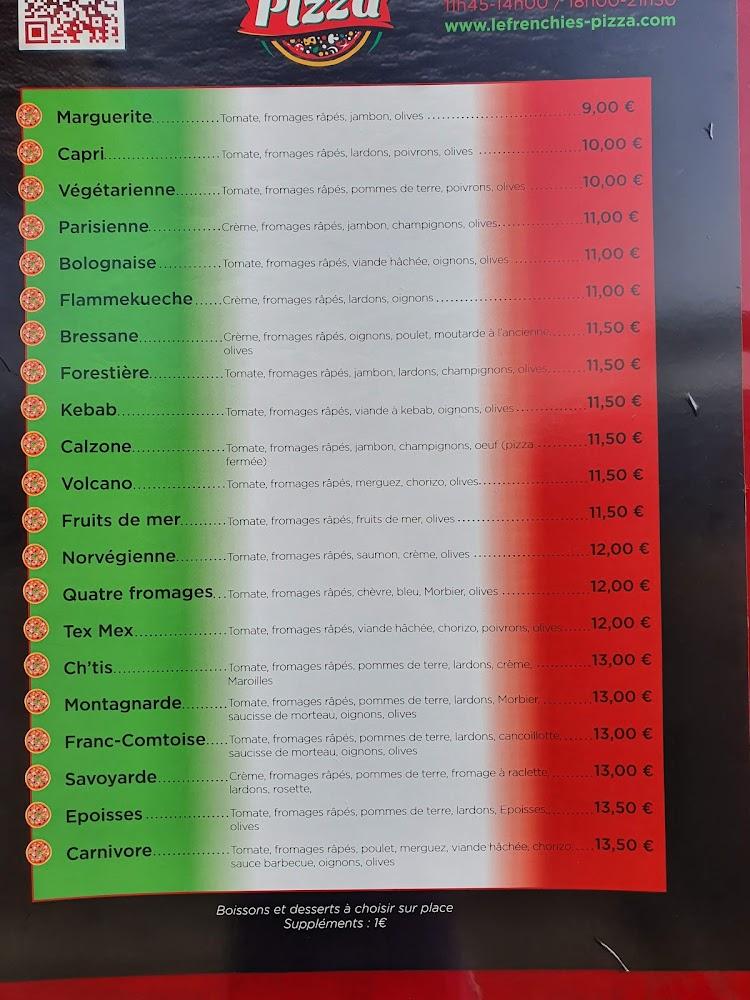 Pizza
11h45-14h00 / 18h00-21h30
www.lefrenchies-pizza.com
Marguerite..............Tomate, fromages râpés, jambon, olives..............................9,00 €
Capri..............Tomate, fromages râpés, lardons, poivrons, olives..............10,00 €
Végétarienne..............Tomate, fromages râpés, pommes de terre, poivrons, olives..............10,00 €
Parisienne..............Crème, fromages râpés, jambon, champignons, olives..............11,00 €
Bolognaise..............Tomate, fromages râpés, viande hâchée, oignons, olives..............11,00 €
Flammekueche......Crème, fromages râpés, lardons, oignons..............11,00 €
Bressane..............Crème, fromages râpés, oignons, poulet, moutarde à l'ancienne,.......11,50 €
olives
Forestière..............Tomate, fromages râpés, jambon, lardons, champignons, olives........11,50 €
Kebab..............Tomate, fromages râpés, viande à kebab, oignons, olives..............11,50 €
Calzone..............Tomate, fromages râpés, jambon, champignons, oeuf (pizza..........11,50 €
fermée)
Volcano..............Tomate, fromages râpés, merguez, chorizo, olives..............11,50 €
Fruits de mer.........Tomate, fromages râpés, fruits de mer, olives..............11,50 €
Norvégienne..........Tomate, fromages râpés, saumon, crème, olives..............12,00 €
Quatre fromages...Tomate, fromages râpés, chèvre, bleu, Morbier, olives..............12,00 €
Tex Mex..............Tomate, fromages râpés, viande hâchée, chorizo, poivrons, olives......12,00 €
Ch'tis..............Tomate, fromages râpés, pommes de terre, lardons, crème,..............13,00 €
Maroilles
Montagnarde.........Tomate, fromages râpés, pommes de terre, lardons, Morbier,..........13,00 €
saucisse de morteau, oignons, olives
Franc-Comtoise.....Tomate, fromages râpés, pommes de terre, lardons, cancoillotte,......13,00 €
saucisse de morteau, oignons, olives
Savoyarde..............Crème, fromages râpés, pommes de terre, fromage à raclette,........13,00 €
lardons, rosette,
Epoisses..............Tomate, fromages râpés, pommes de terre, lardons, Epoisses,........13,50 €
olives
Carnivore..............Tomate, fromages râpés, poulet, merguez, viande hâchée, chorizo,....13,50 €
sauce barbecue, oignons, olives
Boissons et desserts à choisir sur place
Suppléments : 1€